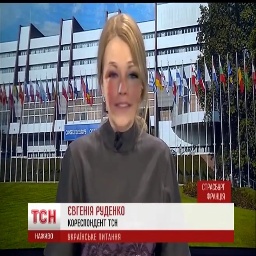 СТРАСБУРГ
ФРАНЦІЯ
ЄВГЕНІЯ РУДЕНКО
КОРЕСПОНДЕНТ ТСН
ТСН
НАЖИВО
УКРАЇНСЬКЕ ПИТАННЯ